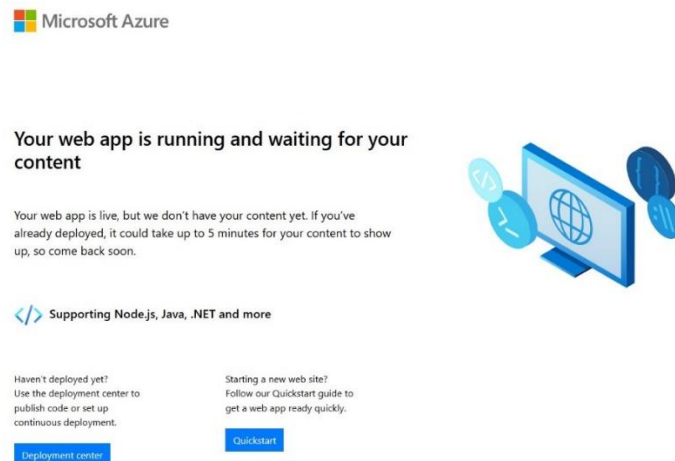 Microsoft Azure
Your web app is running and waiting for your
content
Your web app is live, but we don't have your content yet. If you've
already deployed, it could take up to 5 minutes for your content to show
up, so come back soon.
</> Supporting Node.js, Java, .NET and more
Haven't deployed yet?
Use the deployment center to
publish code or set up
continuous deployment.
Deployment center
Starting a new web site?
Follow our Quickstart guide to
get a web app ready quickly.
Quickstart